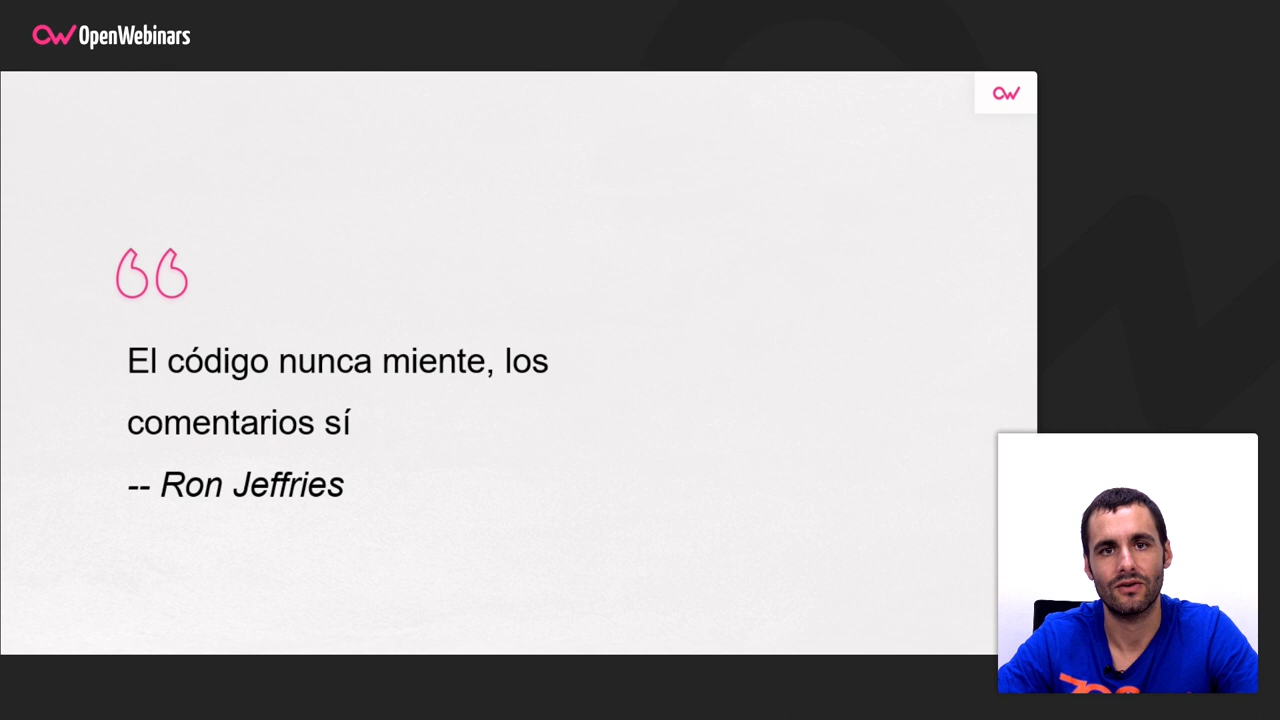 OpenWebinars
El código nunca miente, los
comentarios sí
-- Ron Jeffries